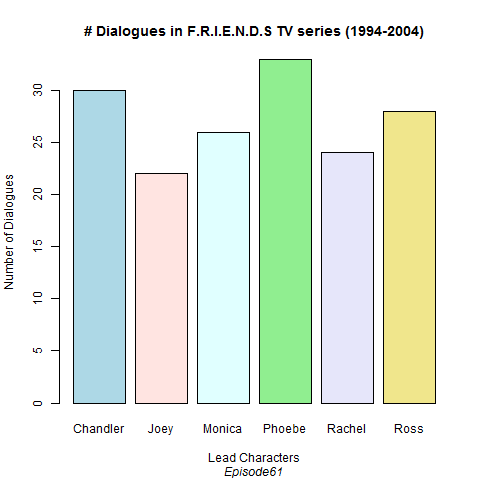 # Dialogues in F.R.I.E.N.D.S TV series (1994-2004)
Number of Dialogues
30
25
20
15
10
5
0
Chandler Joey Monica Phoebe Rachel Ross
Lead Characters
Episode61